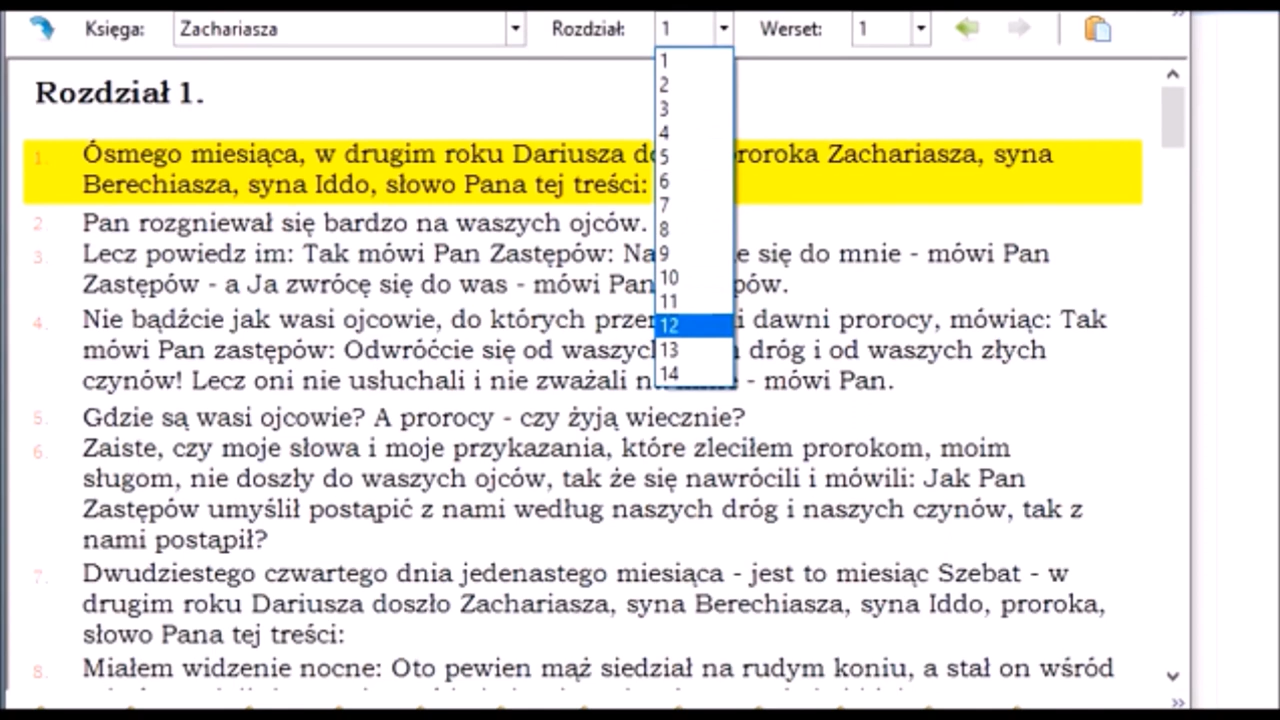 Księga: Zachariasza Rozdział: 1 Werset: 1
Rozdział 1.
1
2
3
4
5
6
7
8
9
10
11
12
13
14
1. Ósmego miesiąca, w drugim roku Dariusza roroka Zachariasza, syna
Berechiasza, syna Iddo, słowo Pana tej treści:
2. Pan rozgniewał się bardzo na waszych ojców.
3. Lecz powiedz im: Tak mówi Pan Zastępów: Na e się do mnie - mówi Pan
Zastępów - a Ja zwrócę się do was - mówi Pan pów.
4. Nie bądźcie jak wasi ojcowie, do których prze i dawni prorocy, mówiąc: Tak
mówi Pan zastępów: Odwróćcie się od waszych dróg i od waszych złych
czynów! Lecz oni nie usłuchali i nie zważali n - mówi Pan.
5. Gdzie są wasi ojcowie? A prorocy - czy żyją wiecznie?
6. Zaiste, czy moje słowa i moje przykazania, które zleciłem prorokom, moim
sługom, nie doszły do waszych ojców, tak że się nawrócili i mówili: Jak Pan
Zastępów umyślił postąpić z nami według naszych dróg i naszych czynów, tak z
nami postąpił?
7. Dwudziestego czwartego dnia jedenastego miesiąca - jest to miesiąc Szebat - w
drugim roku Dariusza doszło Zachariasza, syna Berechiasza, syna Iddo, proroka,
słowo Pana tej treści:
8. Miałem widzenie nocne: Oto pewien mąż siedział na rudym koniu, a stał on wśród